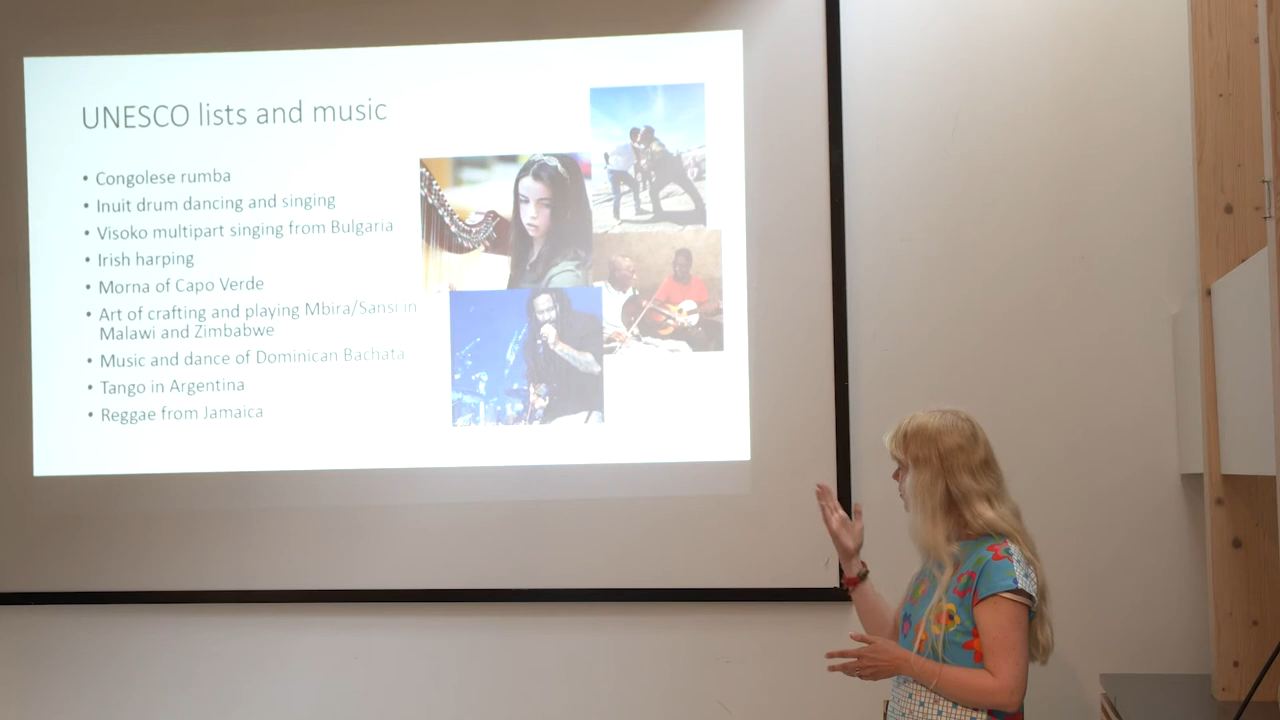 UNESCO lists and music
• Congolese rumba
• Inuit drum dancing and singing
• Visoko multipart singing from Bulgaria
• Irish harping
• Morna of Capo Verde
• Art of crafting and playing Mbira/Sansi in
Malawi and Zimbabwe
• Music and dance of Dominican Bachata
• Tango in Argentina
• Reggae from Jamaica